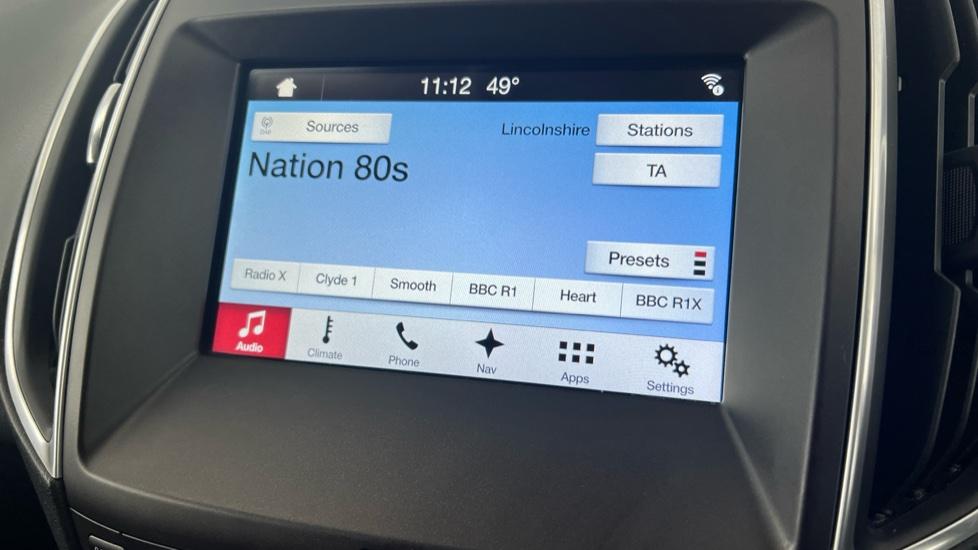 11:12 49°
DAB
Sources
Lincolnshire
Stations
Nation 80s
TA
Presets
Radio X
Clyde 1
Smooth
BBC R1
Heart
BBC R1X
Audio
Climate
Phone
Nav
Apps
Settings